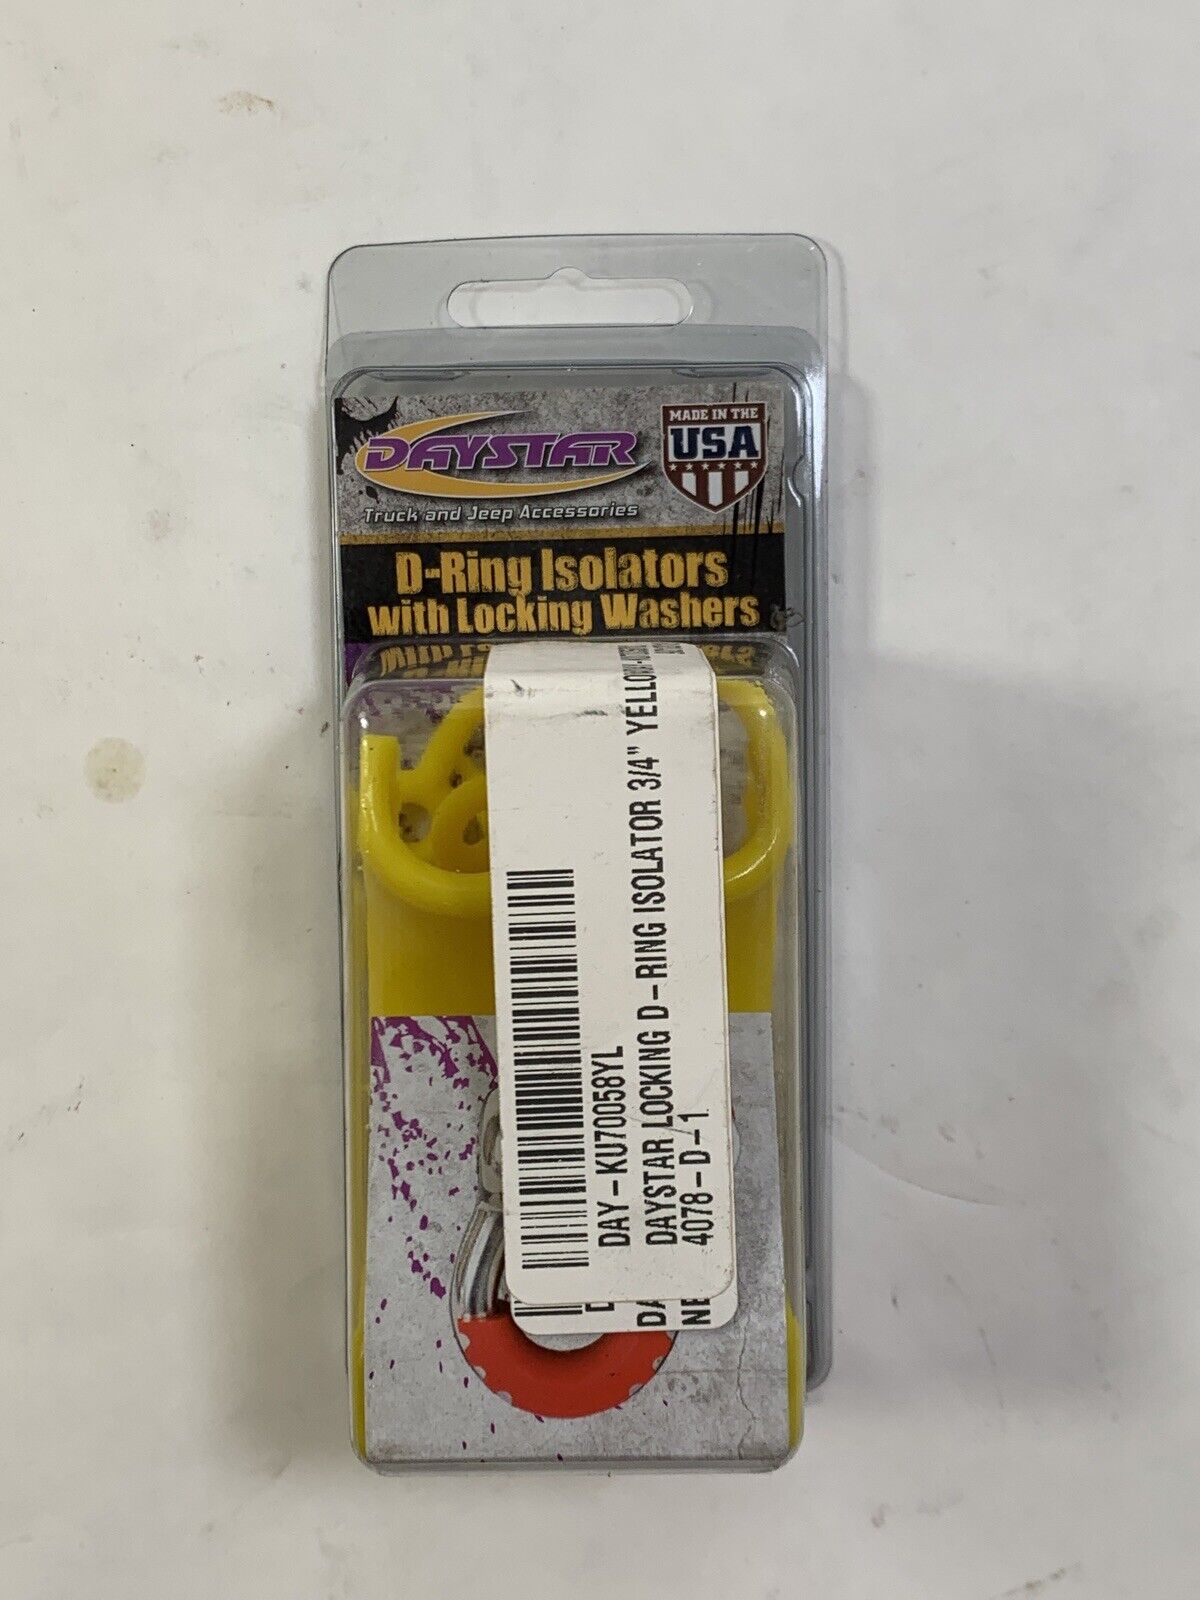 DAYSTAR
Truck and Jeep Accessories
MADE IN THE
USA
D-Ring Isolators
with Locking Washers
DAY-KU70058YL
DAYSTAR LOCKING D-RING ISOLATOR 3/4" YELLOW
4078-D-1